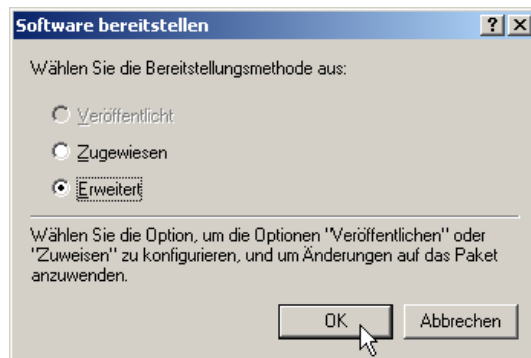 Software bereitstellen
Wählen Sie die Bereitstellungsmethode aus:
Veröffentlicht
Zugewiesen
Erweitert
Wählen Sie die Option, um die Optionen "Veröffentlichen" oder
"Zuweisen" zu konfigurieren, und um Änderungen auf das Paket
anzuwenden.
OK Abbrechen